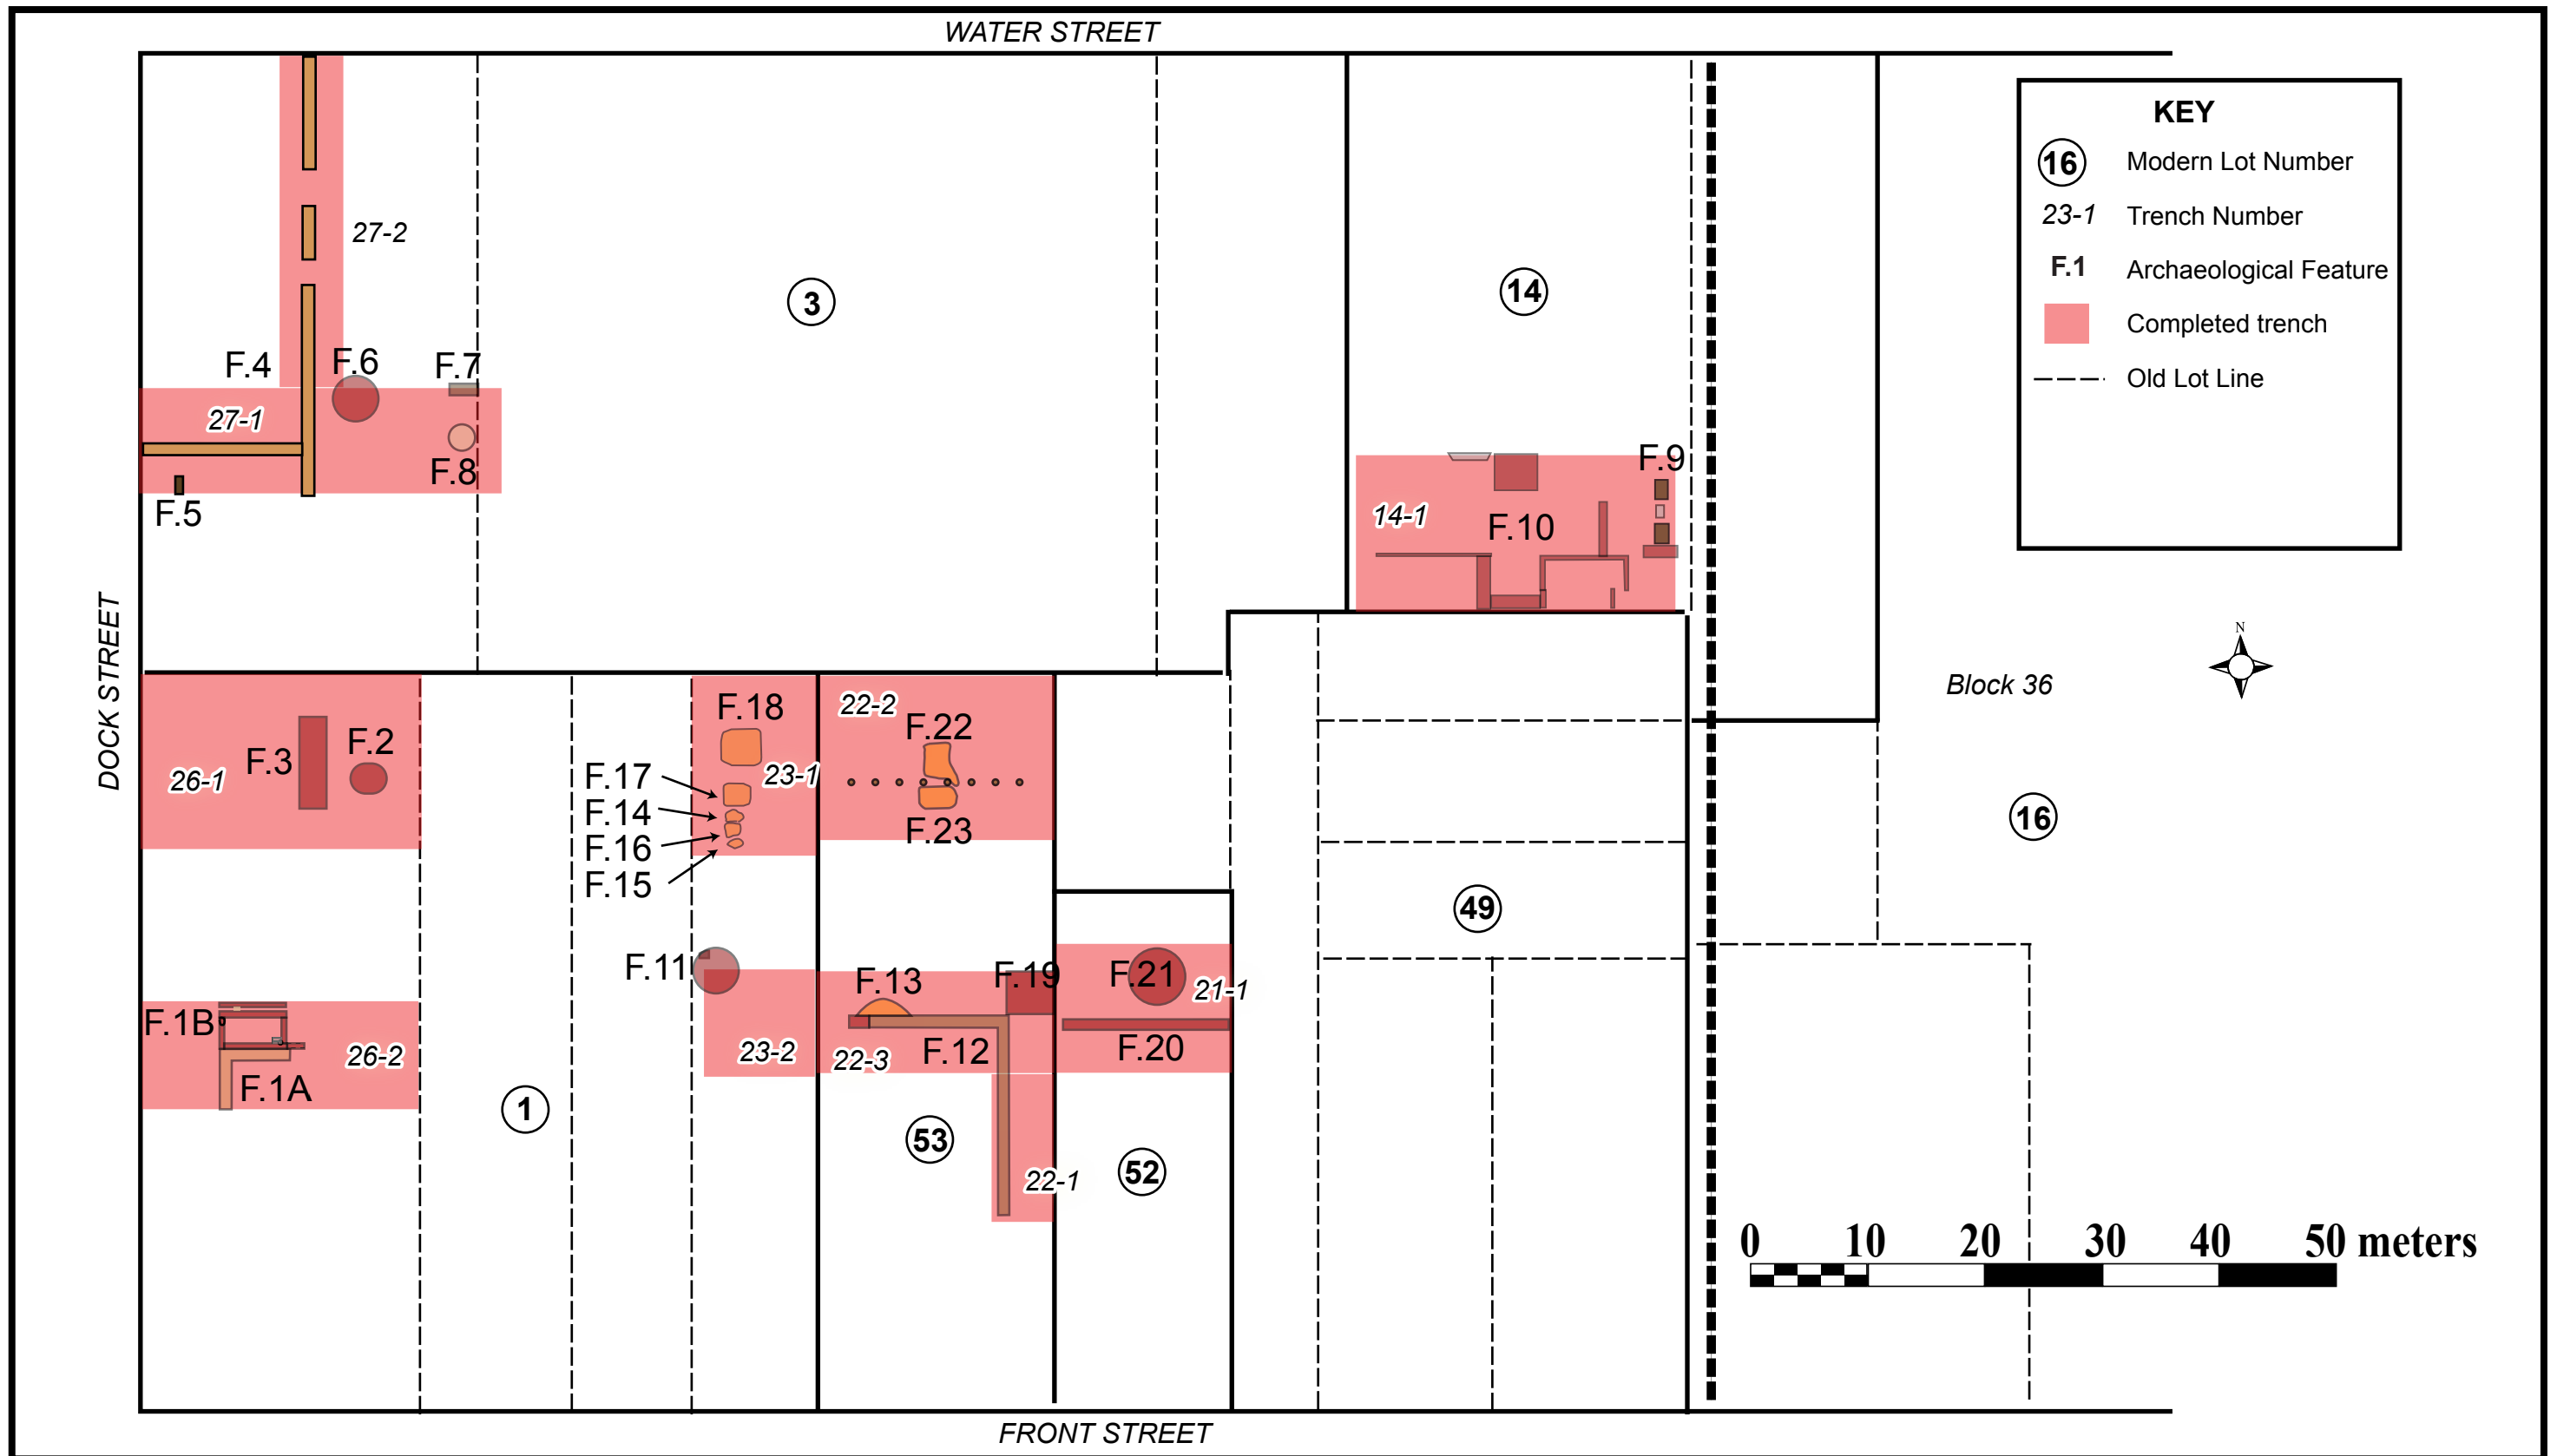 WATER STREET
KEY
16 Modern Lot Number
23-1 Trench Number
F.1 Archaeological Feature
Completed trench
Old Lot Line
27-2
3
14
F.4
F.6
F.7
27-1
F.8
F.5
F.9
14-1
F.10
DOCK STREET
N
Block 36
F.18
22-2
F.22
F.3
F.2
26-1
F.17
23-1
F.14
F.23
F.16
F.15
16
49
F.11
F.13
F.19
F.21
21-1
F.1B
26-2
23-2
22-3
F.12
F.20
F.1A
1
53
52
22-1
0 10 20 30 40 50 meters
FRONT STREET